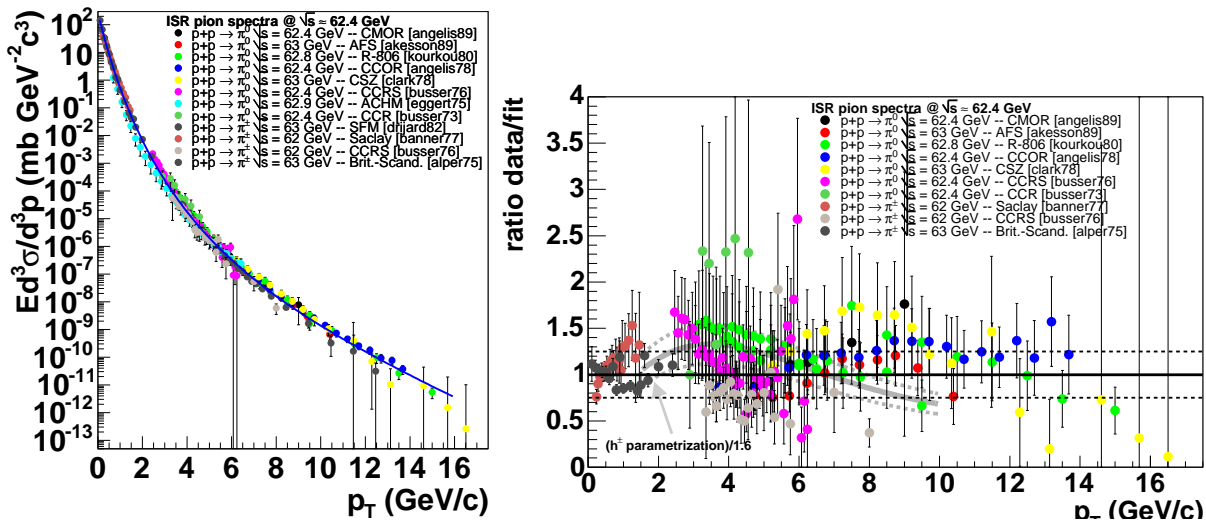 ISR pion spectra @ √s ≈ 62.4 GeV
p+p → π⁰ √s = 62.4 GeV -- CMOR [angelis89]
p+p → π⁰ √s = 63 GeV -- AFS [akesson89]
p+p → π⁰ √s = 62.8 GeV -- R-806 [kourkou80]
p+p → π⁰ √s = 62.4 GeV -- CCOR [angelis78]
p+p → π⁰ √s = 63 GeV -- CSZ [clark78]
p+p → π⁰ √s = 62.4 GeV -- CCRS [busser76]
p+p → π⁰ √s = 62.9 GeV -- ACHM [eggert75]
p+p → π⁰ √s = 62.4 GeV -- CCR [busser73]
p+p → π± √s = 63 GeV -- SFM [drijard82]
p+p → π± √s = 62 GeV -- Saclay [banner77]
p+p → π± √s = 62 GeV -- CCRS [busser76]
p+p → π± √s = 63 GeV -- Brit.-Scand. [alper75]
Ed³σ/d³p (mb GeV⁻²c³)
10²
10
1
10⁻¹
10⁻²
10⁻³
10⁻⁴
10⁻⁵
10⁻⁶
10⁻⁷
10⁻⁸
10⁻⁹
10⁻¹⁰
10⁻¹¹
10⁻¹²
10⁻¹³
0 2 4 6 8 10 12 14 16
p_T (GeV/c)
ISR pion spectra @ √s ≈ 62.4 GeV
p+p → π⁰ √s = 62.4 GeV -- CMOR [angelis89]
p+p → π⁰ √s = 63 GeV -- AFS [akesson89]
p+p → π⁰ √s = 62.8 GeV -- R-806 [kourkou80]
p+p → π⁰ √s = 62.4 GeV -- CCOR [angelis78]
p+p → π⁰ √s = 63 GeV -- CSZ [clark78]
p+p → π⁰ √s = 62.4 GeV -- CCRS [busser76]
p+p → π⁰ √s = 62.4 GeV -- CCR [busser73]
p+p → π± √s = 62 GeV -- Saclay [banner77]
p+p → π± √s = 62 GeV -- CCRS [busser76]
p+p → π± √s = 63 GeV -- Brit.-Scand. [alper75]
ratio data/fit
4
3.5
3
2.5
2
1.5
1
0.5
0
(h± parametrization)/1.6
0 2 4 6 8 10 12 14 16
p_T (GeV/c)